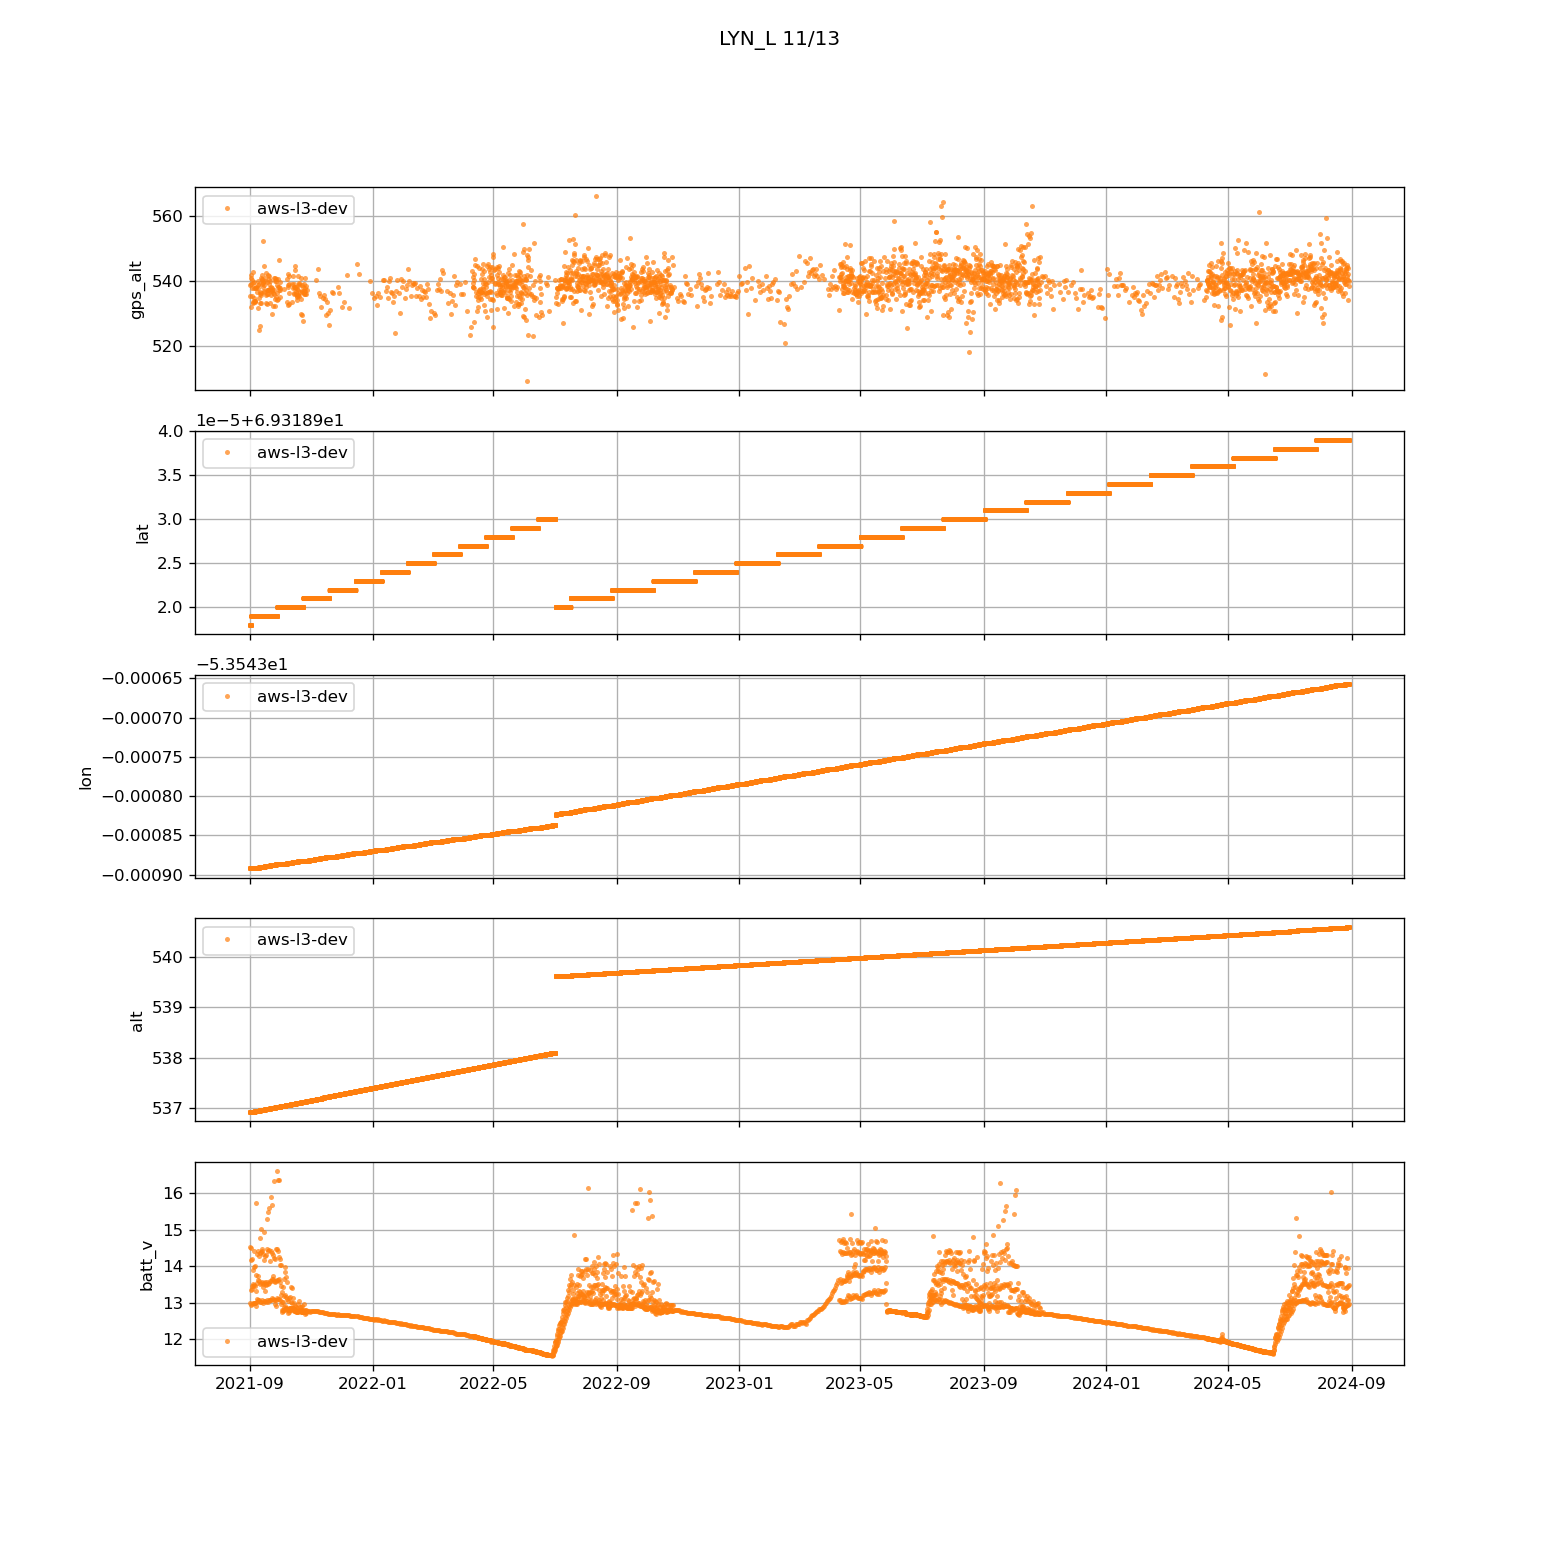 LYN_L 11/13
aws-l3-dev
gps_alt
560
540
520
1e−5+6.93189e1
aws-l3-dev
lat
4.0
3.5
3.0
2.5
2.0
−5.3543e1
aws-l3-dev
lon
−0.00065
−0.00070
−0.00075
−0.00080
−0.00085
−0.00090
aws-l3-dev
alt
540
539
538
537
batt_v
16
15
14
13
12
aws-l3-dev
2021-09 2022-01 2022-05 2022-09 2023-01 2023-05 2023-09 2024-01 2024-05 2024-09